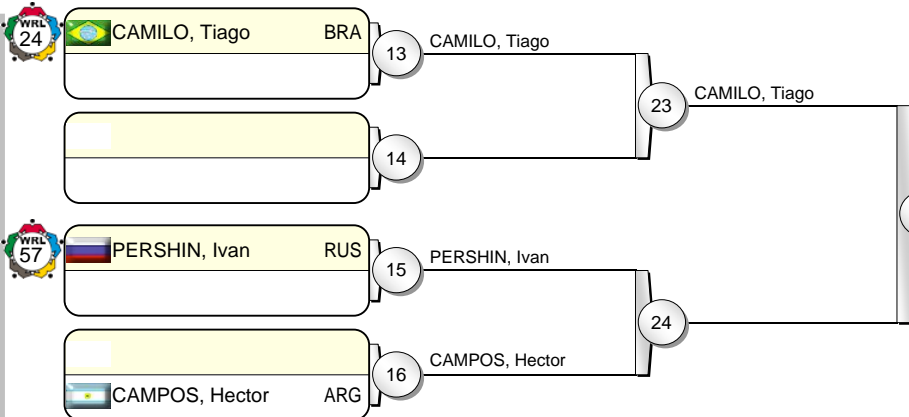 WRL
24
CAMILO, Tiago BRA
13
CAMILO, Tiago
23
CAMILO, Tiago
14
WRL
57
PERSHIN, Ivan RUS
15
PERSHIN, Ivan
24
CAMPOS, Hector ARG
16
CAMPOS, Hector